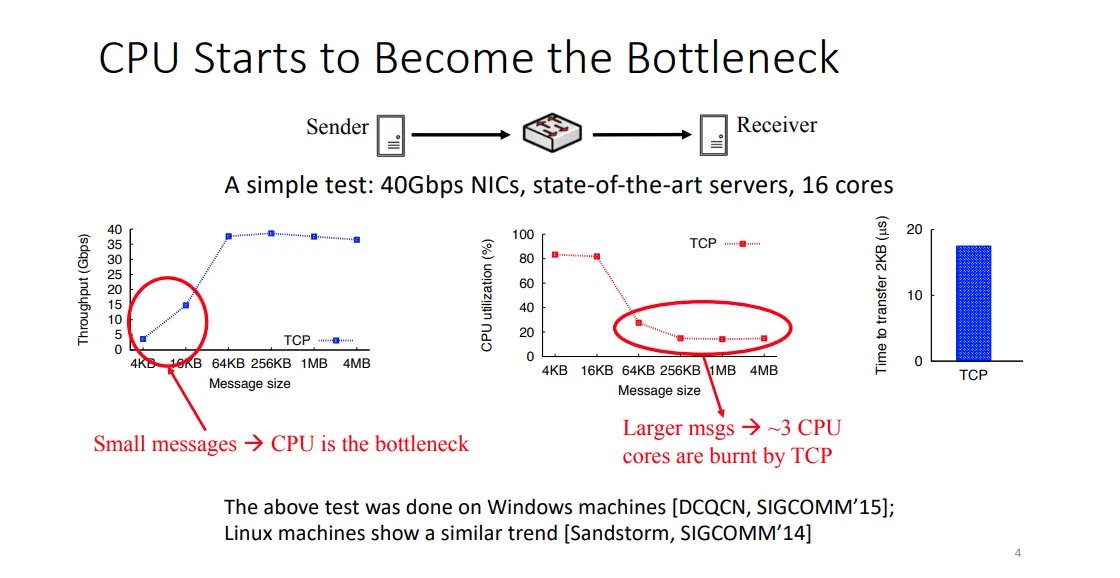 CPU Starts to Become the Bottleneck
Sender
Receiver
A simple test: 40Gbps NICs, state-of-the-art servers, 16 cores
Throughput (Gbps)
40
35
30
25
20
15
10
5
0
TCP
4KB 16KB 64KB 256KB 1MB 4MB
Message size
Small messages → CPU is the bottleneck
CPU utilization (%)
100
80
60
40
20
0
TCP
4KB 16KB 64KB 256KB 1MB 4MB
Message size
Larger msgs → ~3 CPU
cores are burnt by TCP
Time to transfer 2KB (μs)
20
10
0
TCP
The above test was done on Windows machines [DCQCN, SIGCOMM’15];
Linux machines show a similar trend [Sandstorm, SIGCOMM’14]
4